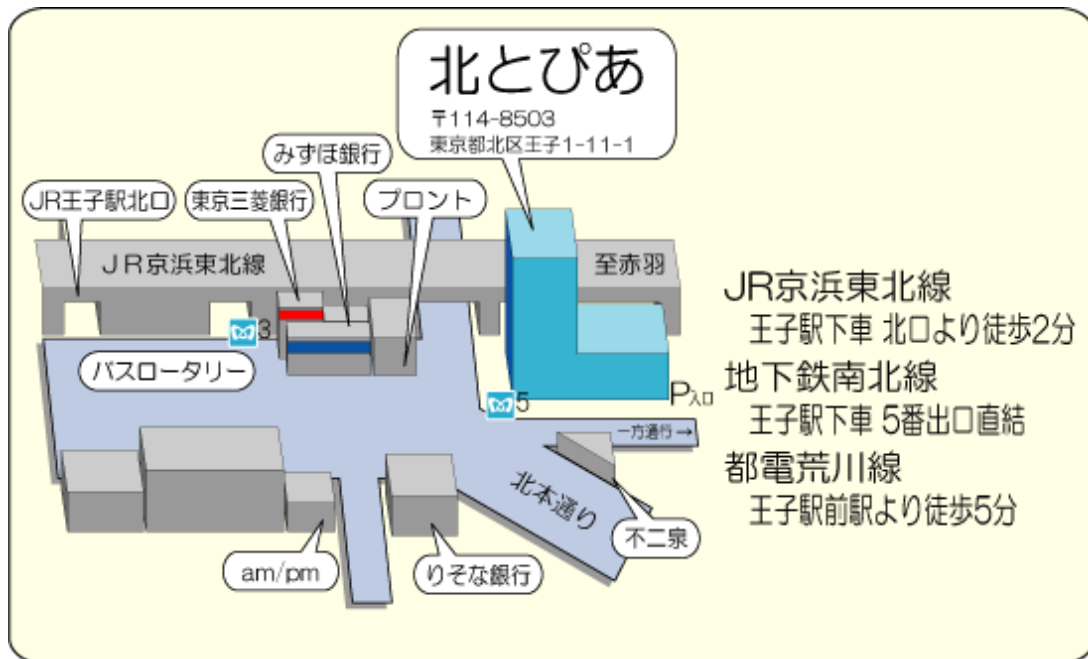 北とぴあ
〒114-8503
東京都北区王子1-11-1
みずほ銀行
JR王子駅北口
東京三菱銀行
プロント
JR京浜東北線
至赤羽
3
バスロータリー
5
P入口
一方通行→
北本通り
不二泉
am/pm
りそな銀行
JR京浜東北線
王子駅下車 北口より徒歩2分
地下鉄南北線
王子駅下車 5番出口直結
都電荒川線
王子駅前駅より徒歩5分